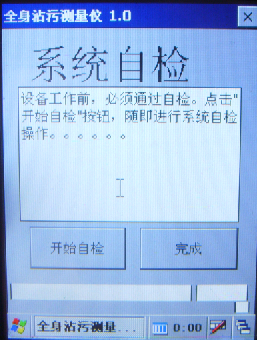 全身沾污测量仪 1.0
系统自检
设备工作前，必须通过自检。点击"
开始自检"按钮，随即进行系统自检
操作。。。。。。
开始自检
完成
全身沾污测量...
0:00